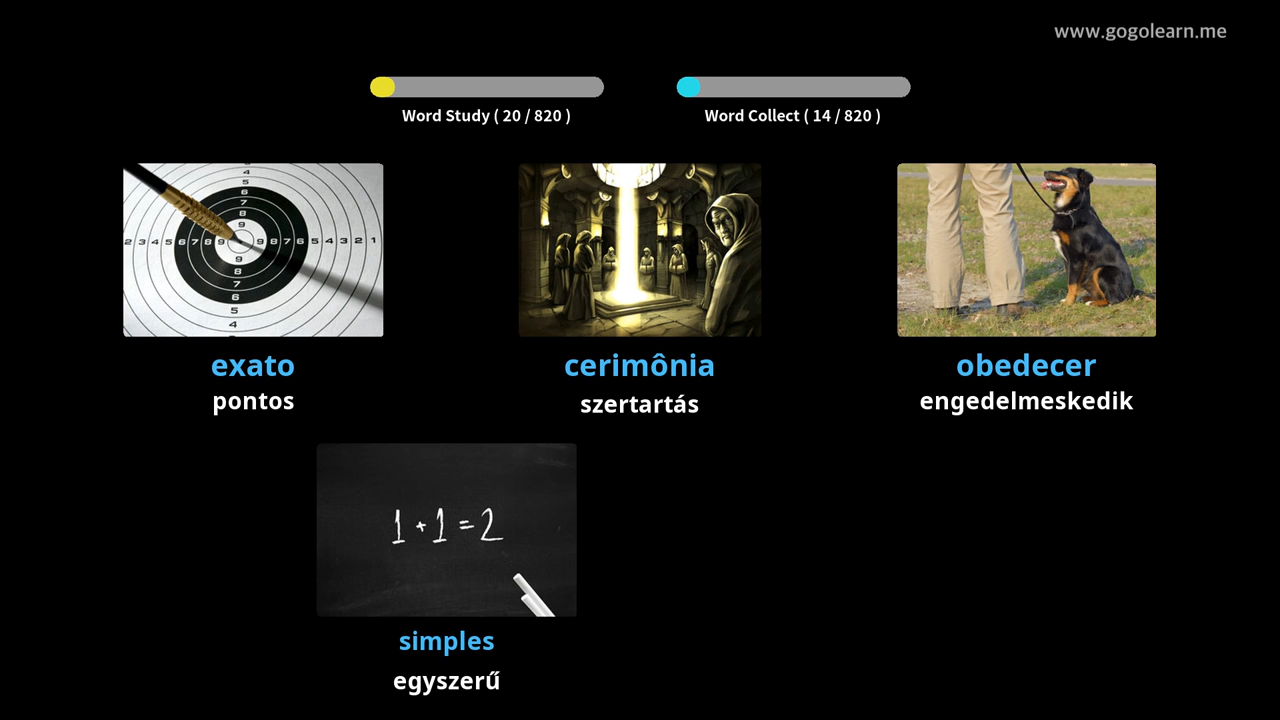 www.gogolearn.me
Word Study ( 20 / 820 )
Word Collect ( 14 / 820 )
exato
pontos
cerimônia
szertartás
obedecer
engedelmeskedik
1 + 1 = 2
simples
egyszerű